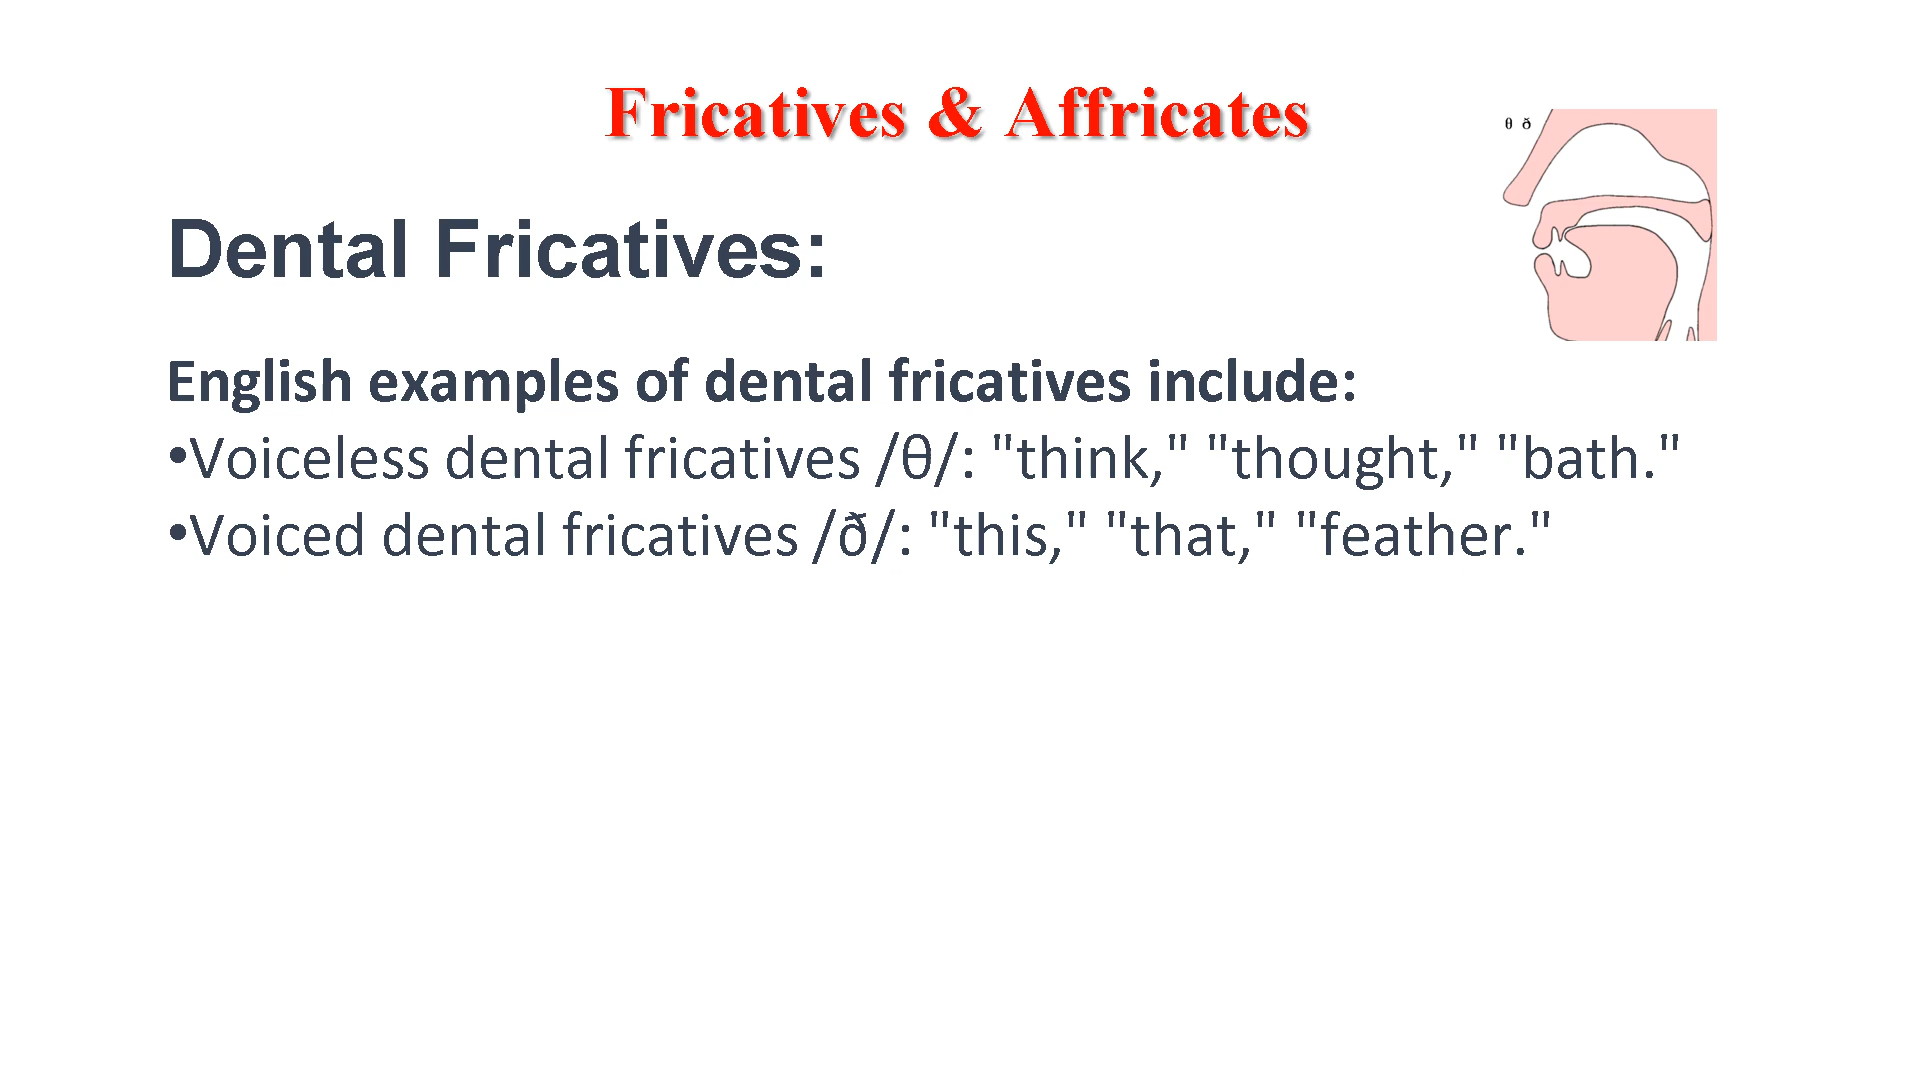 Fricatives & Affricates
θ ð
Dental Fricatives:
English examples of dental fricatives include:
•Voiceless dental fricatives /θ/: "think," "thought," "bath."
•Voiced dental fricatives /ð/: "this," "that," "feather."